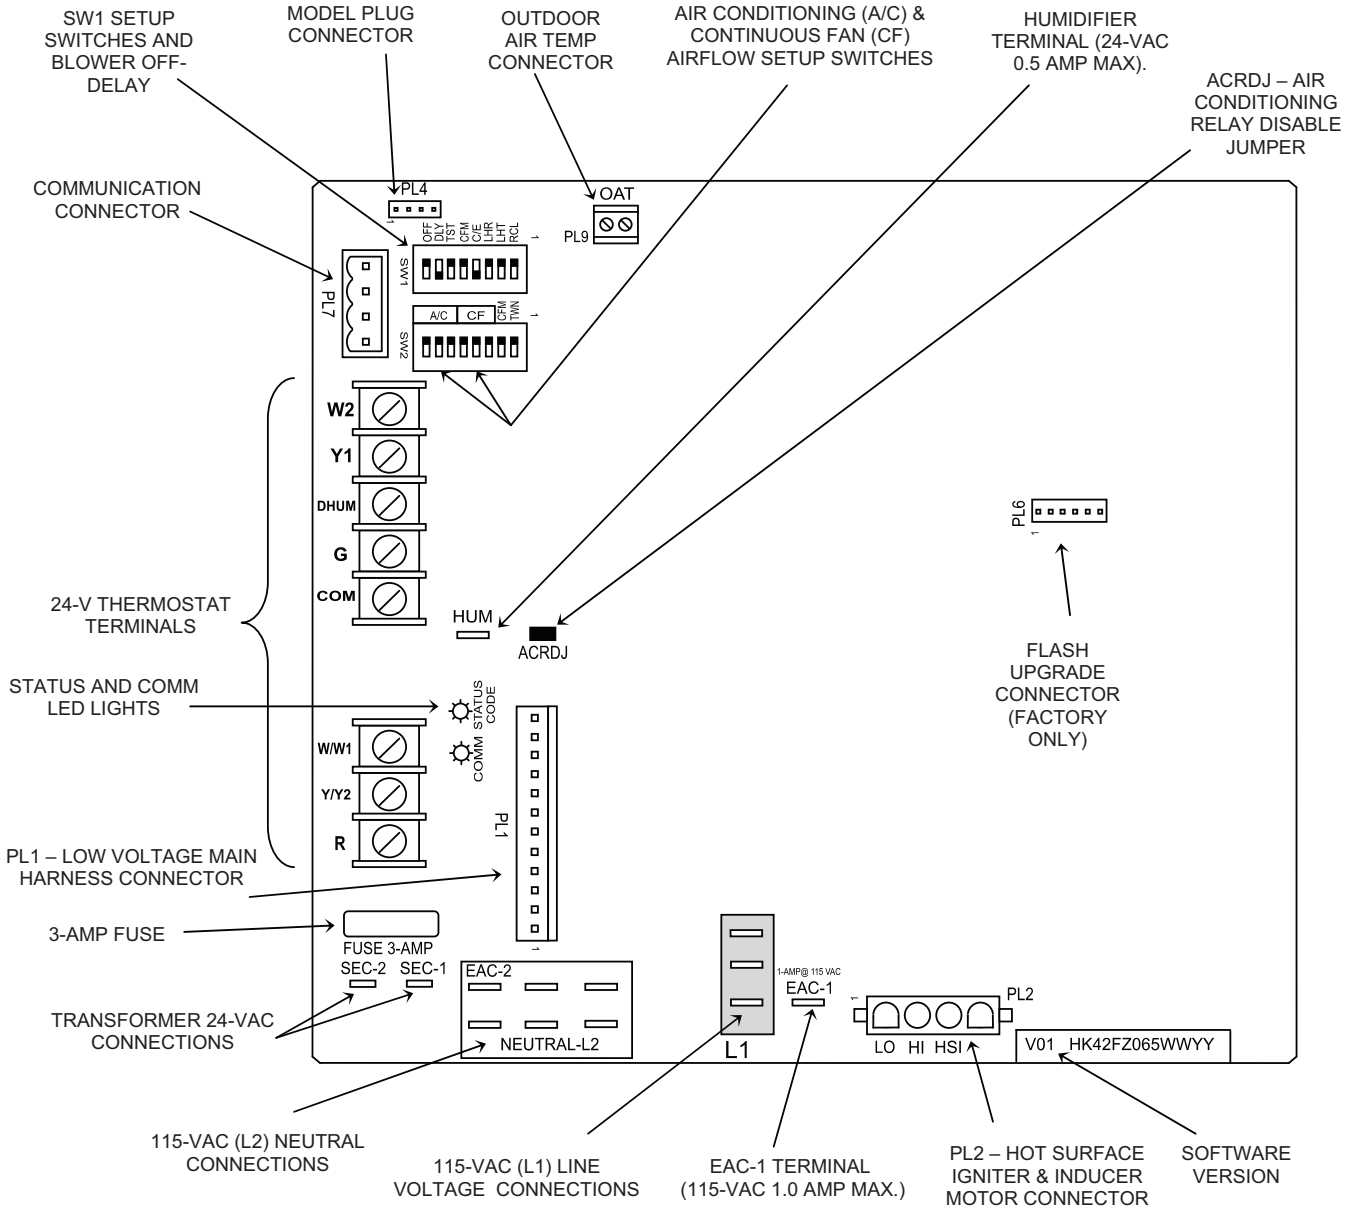 SW1 SETUP
SWITCHES AND
BLOWER OFF-
DELAY
MODEL PLUG
CONNECTOR
OUTDOOR
AIR TEMP
CONNECTOR
AIR CONDITIONING (A/C) &
CONTINUOUS FAN (CF)
AIRFLOW SETUP SWITCHES
HUMIDIFIER
TERMINAL (24-VAC
0.5 AMP MAX).
ACRDJ – AIR
CONDITIONING
RELAY DISABLE
JUMPER
COMMUNICATION
CONNECTOR
PL4
1
OAT
PL9
OFF
DLY
TST
CFM
C/E
LHR
LHT
RCL
1
SW1
PL7
A/C
CF
CFM
TWN
1
SW2
W2
Y1
DHUM
G
COM
24-V THERMOSTAT
TERMINALS
HUM
ACRDJ
PL6
1
FLASH
UPGRADE
CONNECTOR
(FACTORY
ONLY)
STATUS AND COMM
LED LIGHTS
STATUS
CODE
COMM
W/W1
Y/Y2
R
PL1
1
PL1 – LOW VOLTAGE MAIN
HARNESS CONNECTOR
3-AMP FUSE
FUSE 3-AMP
SEC-2
SEC-1
TRANSFORMER 24-VAC
CONNECTIONS
EAC-2
NEUTRAL-L2
L1
1-AMP@ 115 VAC
EAC-1
1
PL2
LO
HI
HSI
V01 HK42FZ065WWYY
115-VAC (L2) NEUTRAL
CONNECTIONS
115-VAC (L1) LINE
VOLTAGE CONNECTIONS
EAC-1 TERMINAL
(115-VAC 1.0 AMP MAX.)
PL2 – HOT SURFACE
IGNITER & INDUCER
MOTOR CONNECTOR
SOFTWARE
VERSION